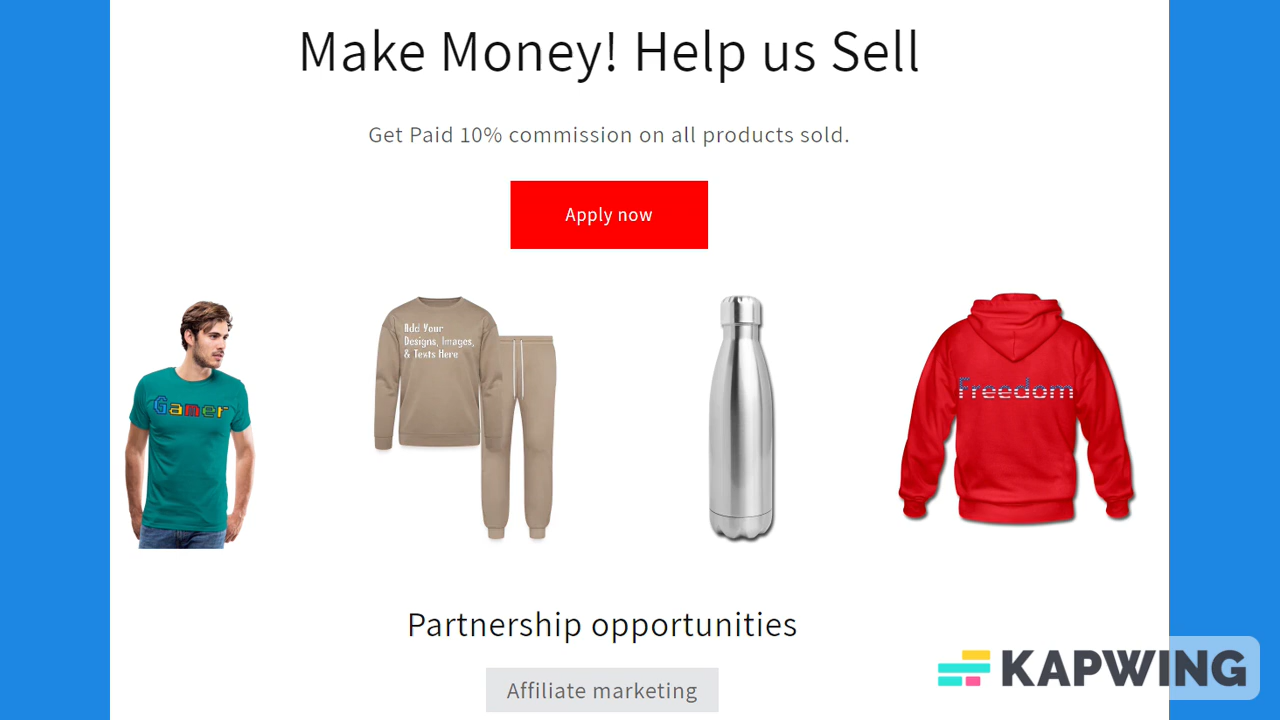 Make Money! Help us Sell
Get Paid 10% commission on all products sold.
Apply now
Gamer
Add Your
Designs, Images,
& Texts Here
Freedom
Partnership opportunities
KAPWING
Affiliate marketing